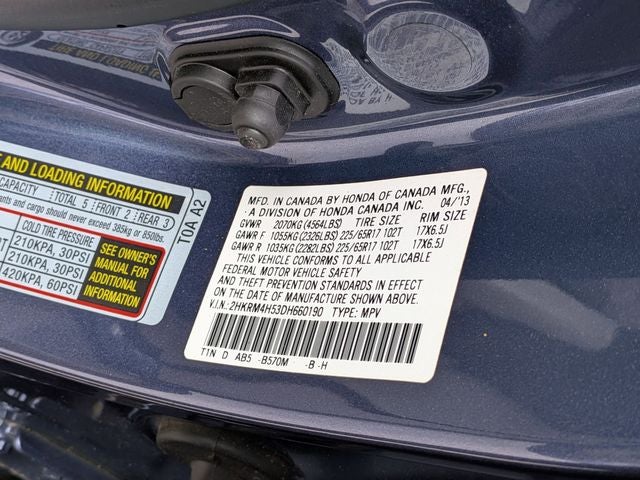 E AND LOADING INFORMATION
CAPACITY TOTAL 5 FRONT 2 REAR 3
ants and cargo should never exceed 385kg or 850lbs.
COLD TIRE PRESSURE
210KPA, 30PSI
210KPA, 30PSI
420KPA, 60PSI
SEE OWNER'S
MANUAL FOR
ADDITIONAL
INFORMATION
T0A A2
MFD. IN CANADA BY HONDA OF CANADA MFG.,
A DIVISION OF HONDA CANADA INC. 04/'13
GVWR 2070KG(4564LBS) TIRE SIZE RIM SIZE
GAWR F 1055KG(2326LBS) 225/65R17 102T 17X6.5J
GAWR R 1035KG(2282LBS) 225/65R17 102T 17X6.5J
THIS VEHICLE CONFORMS TO ALL APPLICABLE
FEDERAL MOTOR VEHICLE SAFETY
AND THEFT PREVENTION STANDARDS IN EFFECT
ON THE DATE OF MANUFACTURE SHOWN ABOVE.
V.I.N.: 2HKRM4H53DH660190 TYPE: MPV
T1N D AB5 -B570M -B-H